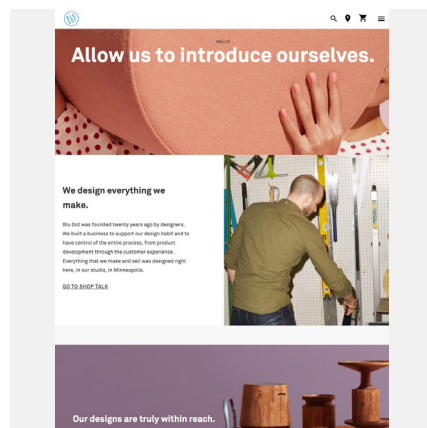 HELLO
Allow us to introduce ourselves.
We design everything we
make.
Blu Dot was founded twenty years ago by designers.
We built a business to support our design habit and to
have control of the entire process, from product
development through the customer experience.
Everything that we make and sell was designed right
here, in our studio, in Minneapolis.
GO TO SHOP TALK
Our designs are truly within reach.